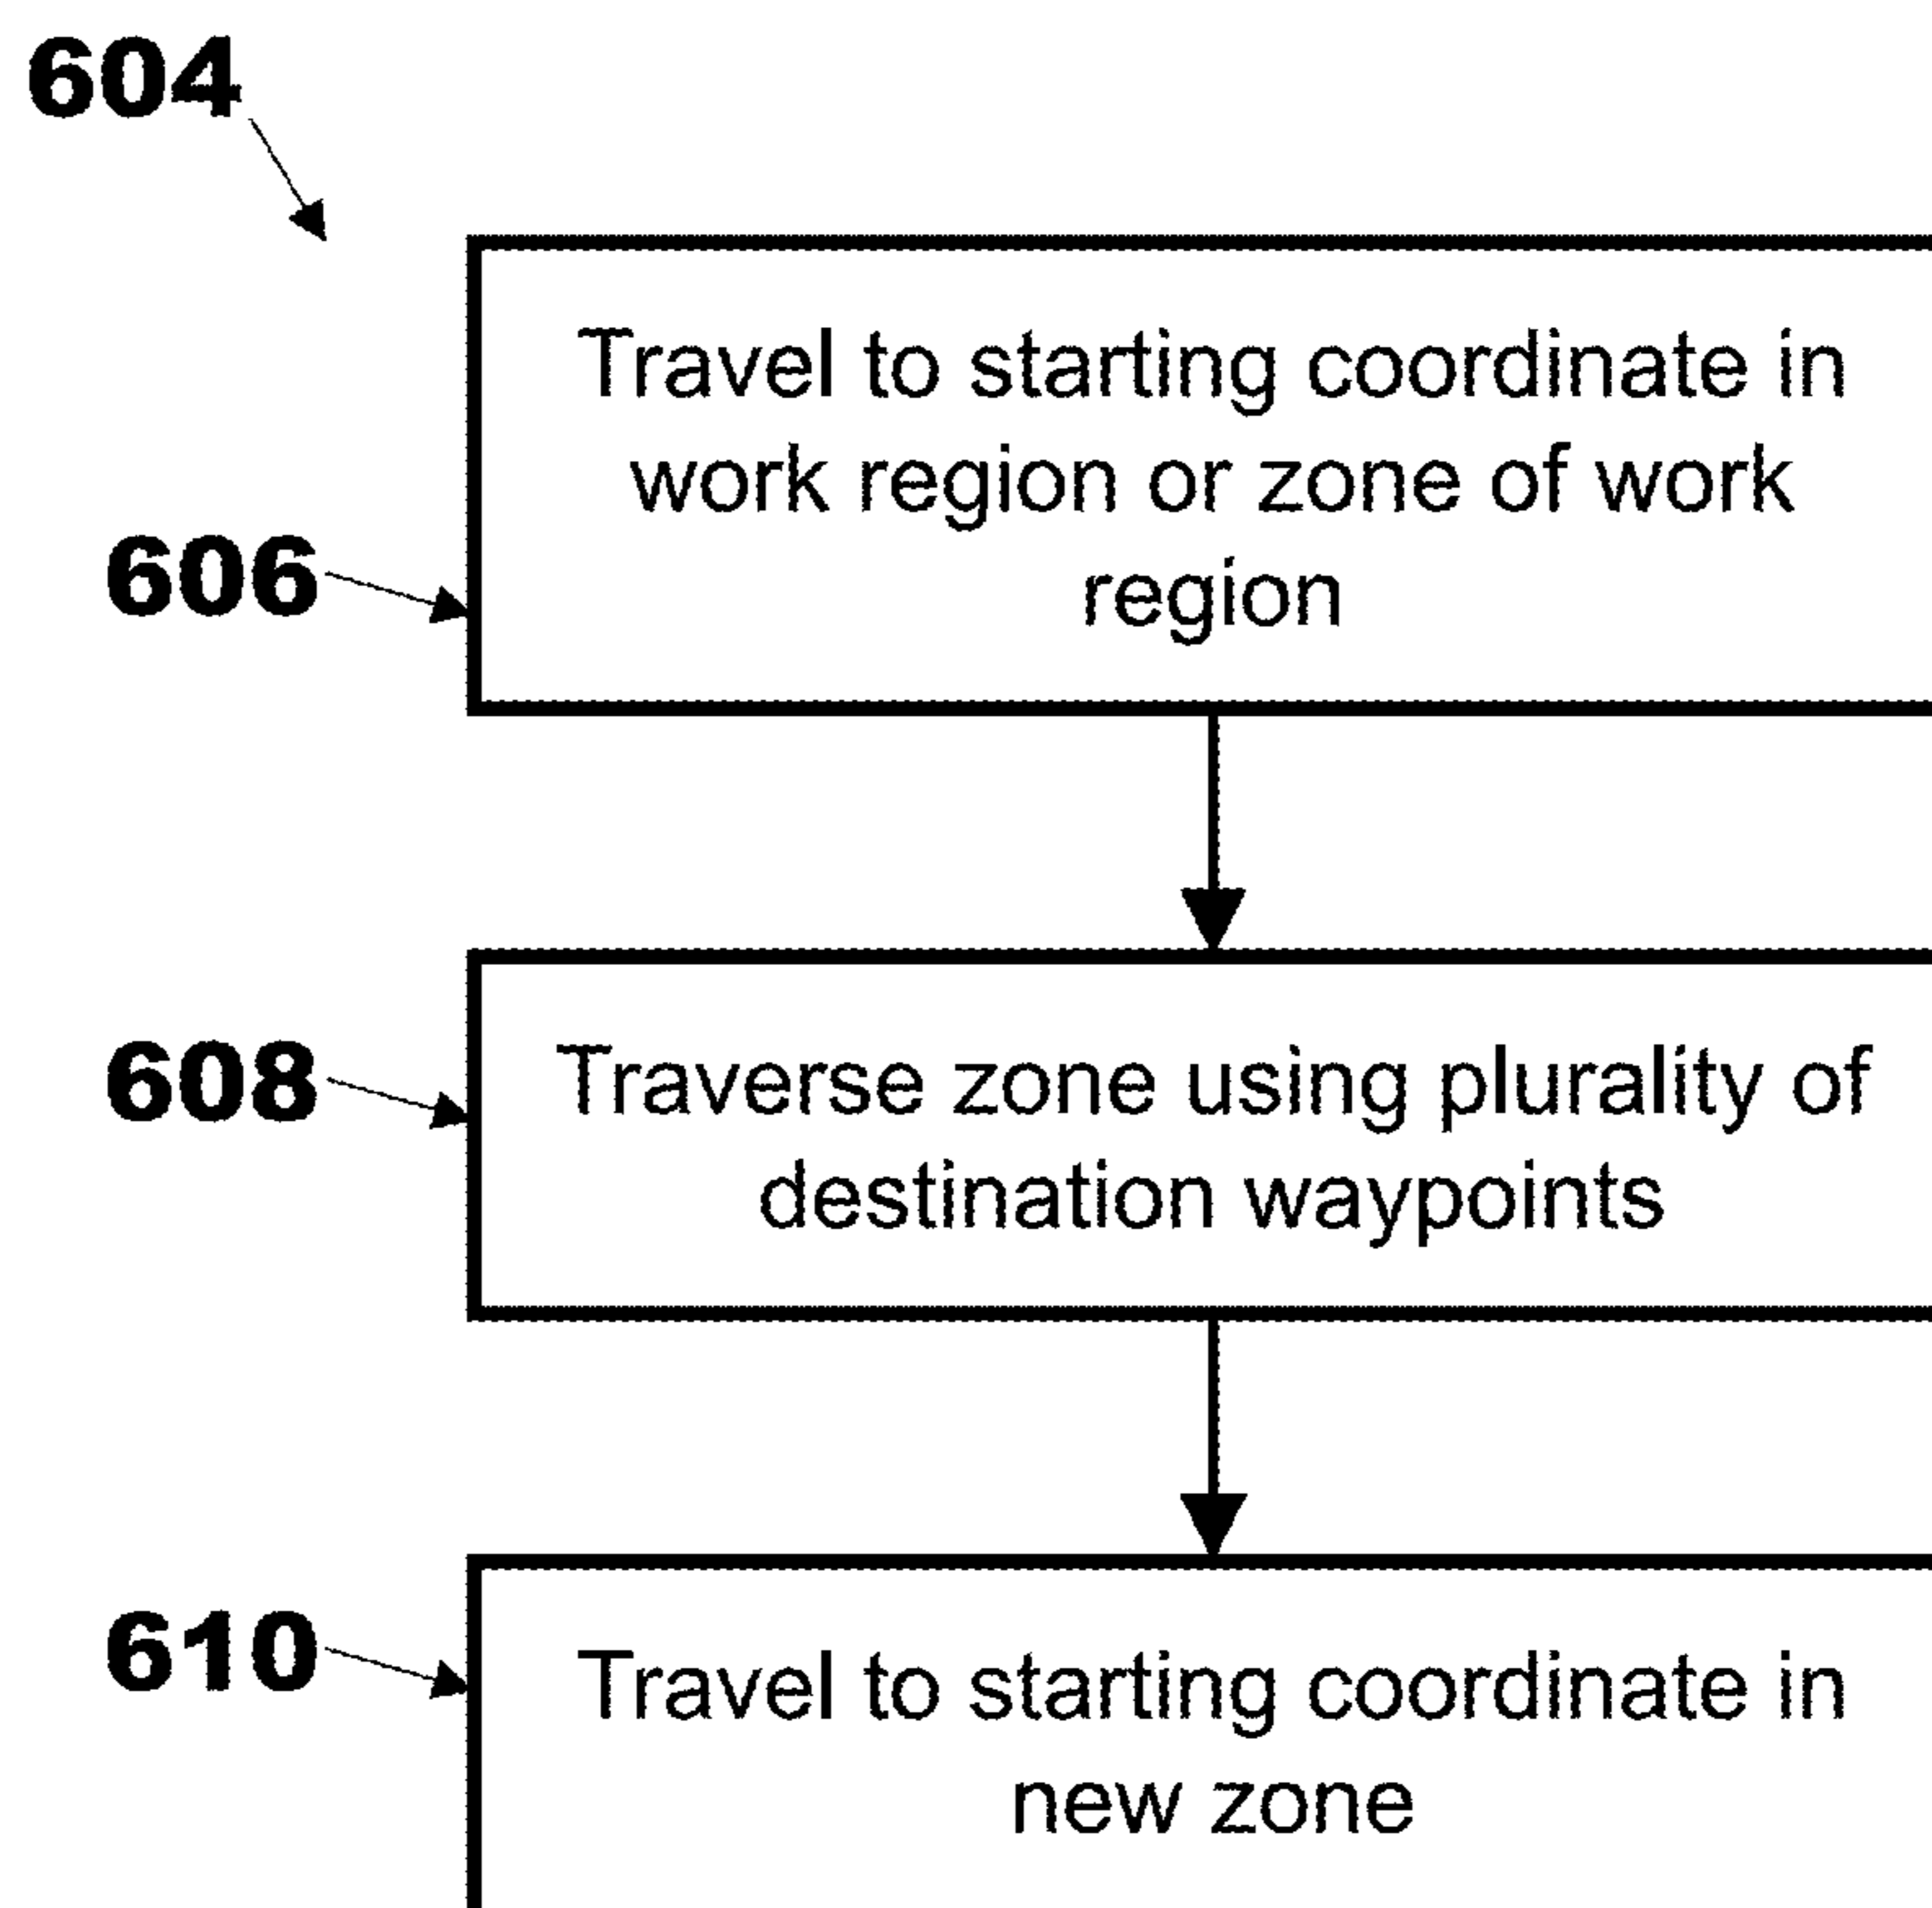 604
Travel to starting coordinate in
work region or zone of work
region
606
Traverse zone using plurality of
destination waypoints
608
Travel to starting coordinate in
new zone
610